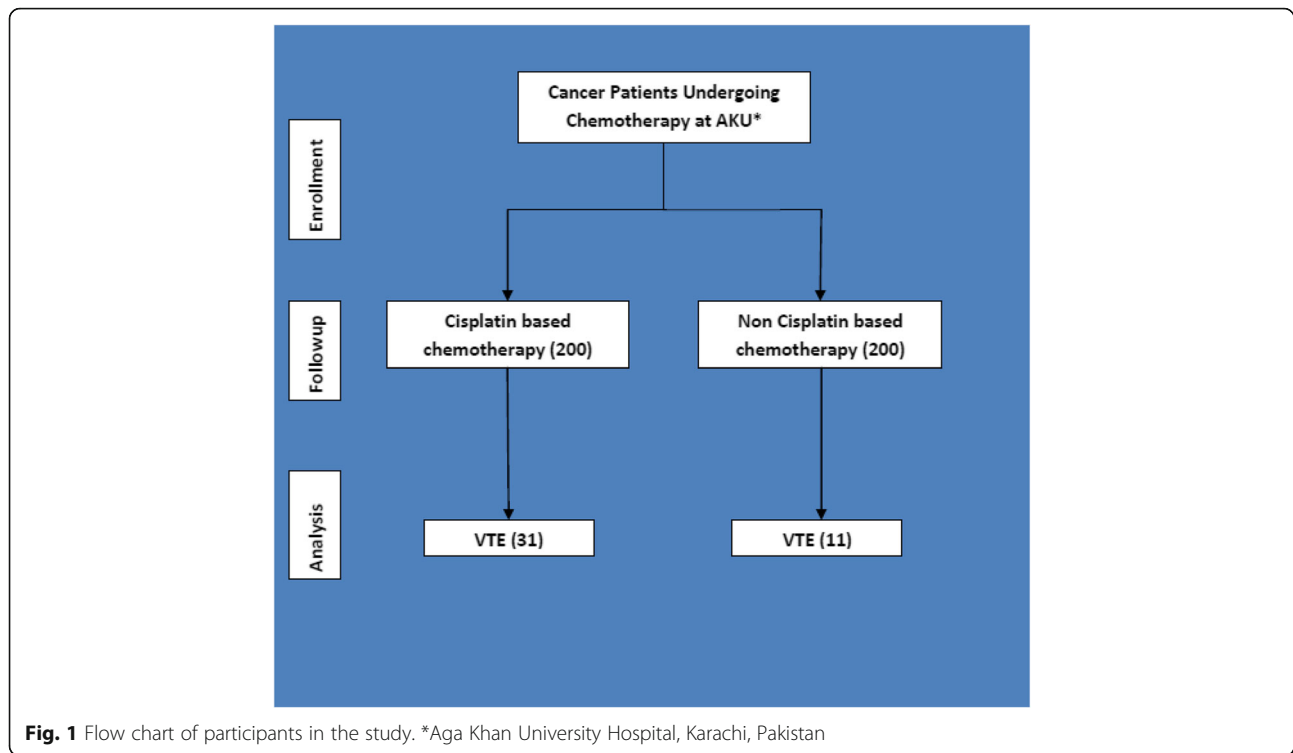 Cancer Patients Undergoing
Chemotherapy at AKU*
Enrollment
Followup
Cisplatin based
chemotherapy (200)
Non Cisplatin based
chemotherapy (200)
Analysis
VTE (31)
VTE (11)
Fig. 1 Flow chart of participants in the study. *Aga Khan University Hospital, Karachi, Pakistan